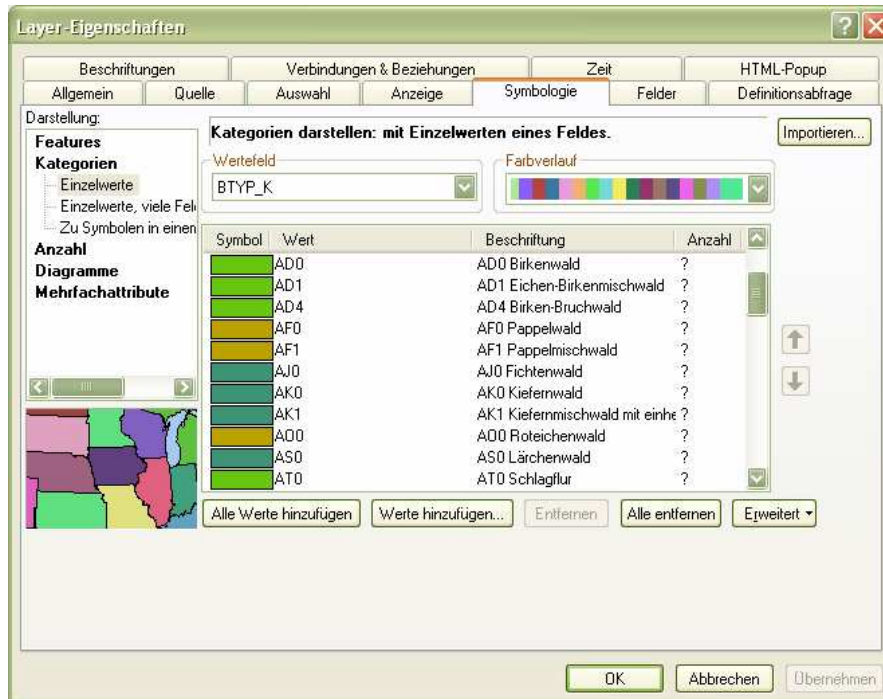 Layer-Eigenschaften
Beschriftungen Verbindungen & Beziehungen Zeit HTML-Popup
Allgemein Quelle Auswahl Anzeige Symbologie Felder Definitionsabfrage
Darstellung:
Features
Kategorien
Einzelwerte
Einzelwerte, viele Fel
Zu Symbolen in einen
Anzahl
Diagramme
Mehrfachattribute
Kategorien darstellen: mit Einzelwerten eines Feldes.
Importieren...
Wertefeld
BTYP_K
Farbverlauf
Symbol Wert Beschriftung Anzahl
AD0 AD0 Birkenwald ?
AD1 AD1 Eichen-Birkenmischwald ?
AD4 AD4 Birken-Bruchwald ?
AF0 AF0 Pappelwald ?
AF1 AF1 Pappelmischwald ?
AJ0 AJ0 Fichtenwald ?
AK0 AK0 Kiefernwald ?
AK1 AK1 Kiefernmischwald mit einhe ?
AO0 AO0 Roteichenwald ?
AS0 AS0 Lärchenwald ?
AT0 AT0 Schlagflur ?
Alle Werte hinzufügen Werte hinzufügen... Entfernen Alle entfernen Erweitert
OK Abbrechen Übernehmen